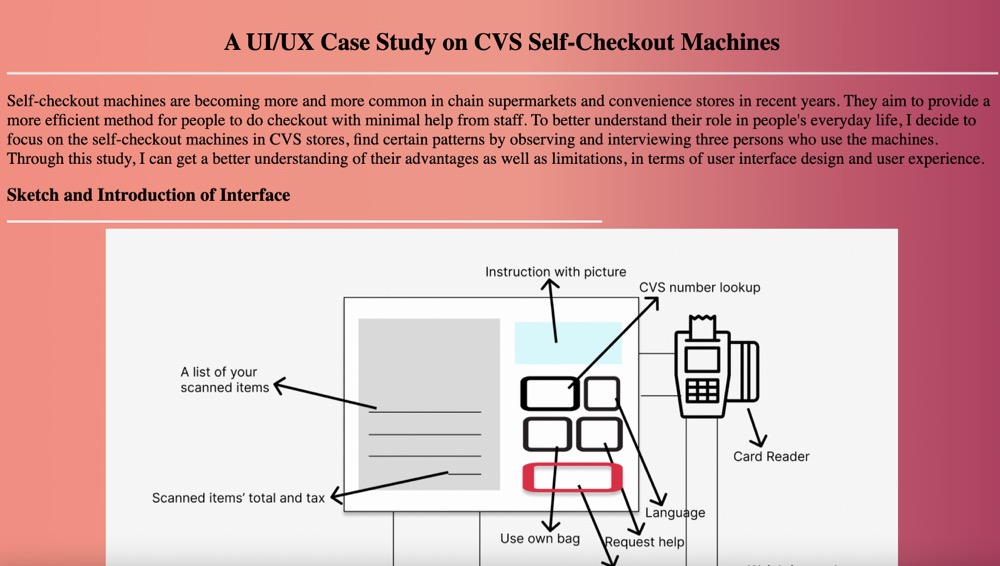 A UI/UX Case Study on CVS Self-Checkout Machines
Self-checkout machines are becoming more and more common in chain supermarkets and convenience stores in recent years. They aim to provide a
more efficient method for people to do checkout with minimal help from staff. To better understand their role in people's everyday life, I decide to
focus on the self-checkout machines in CVS stores, find certain patterns by observing and interviewing three persons who use the machines.
Through this study, I can get a better understanding of their advantages as well as limitations, in terms of user interface design and user experience.
Sketch and Introduction of Interface
Instruction with picture
CVS number lookup
A list of your
scanned items
Card Reader
Scanned items' total and tax
Language
Use own bag
Request help